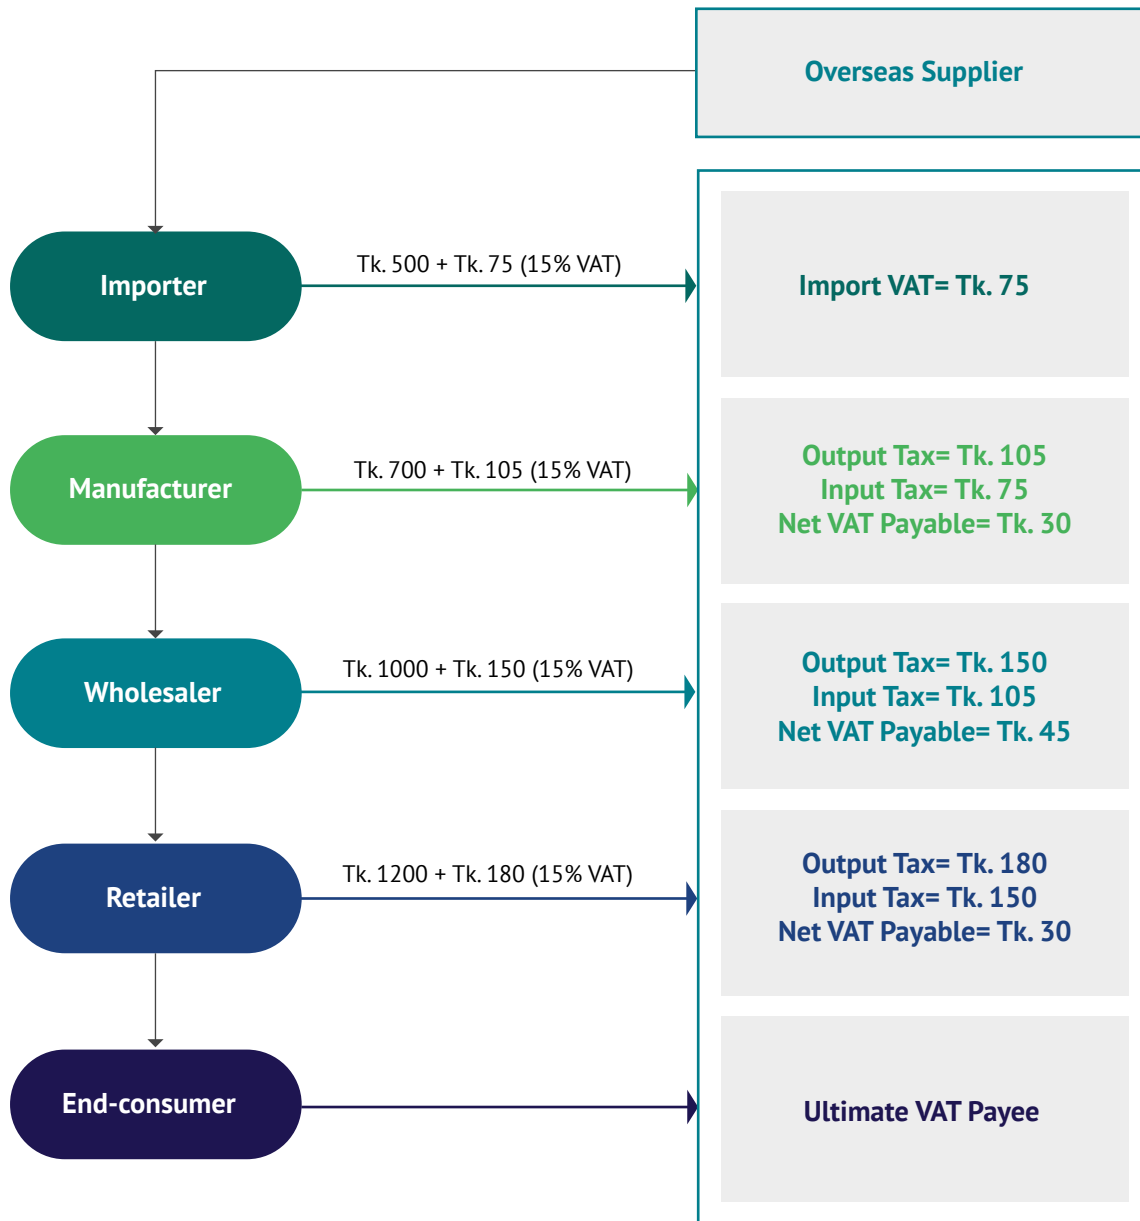 Overseas Supplier
Importer
Tk. 500 + Tk. 75 (15% VAT)
Import VAT= Tk. 75
Manufacturer
Tk. 700 + Tk. 105 (15% VAT)
Output Tax= Tk. 105
Input Tax= Tk. 75
Net VAT Payable= Tk. 30
Wholesaler
Tk. 1000 + Tk. 150 (15% VAT)
Output Tax= Tk. 150
Input Tax= Tk. 105
Net VAT Payable= Tk. 45
Retailer
Tk. 1200 + Tk. 180 (15% VAT)
Output Tax= Tk. 180
Input Tax= Tk. 150
Net VAT Payable= Tk. 30
End-consumer
Ultimate VAT Payee